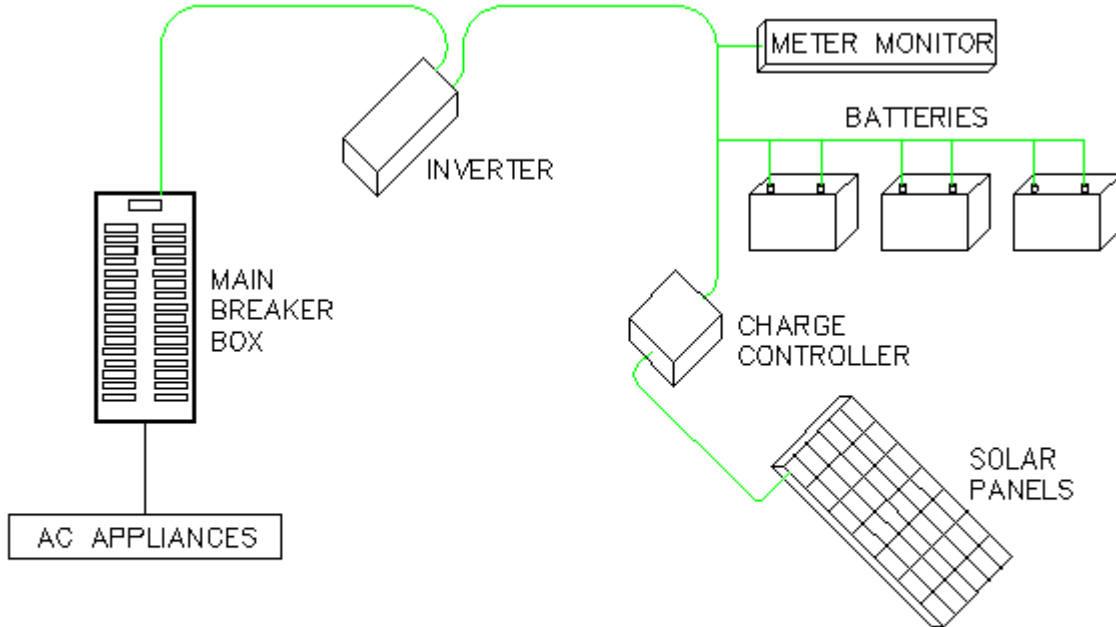 METER MONITOR
BATTERIES
INVERTER
MAIN
BREAKER
BOX
CHARGE
CONTROLLER
SOLAR
PANELS
AC APPLIANCES